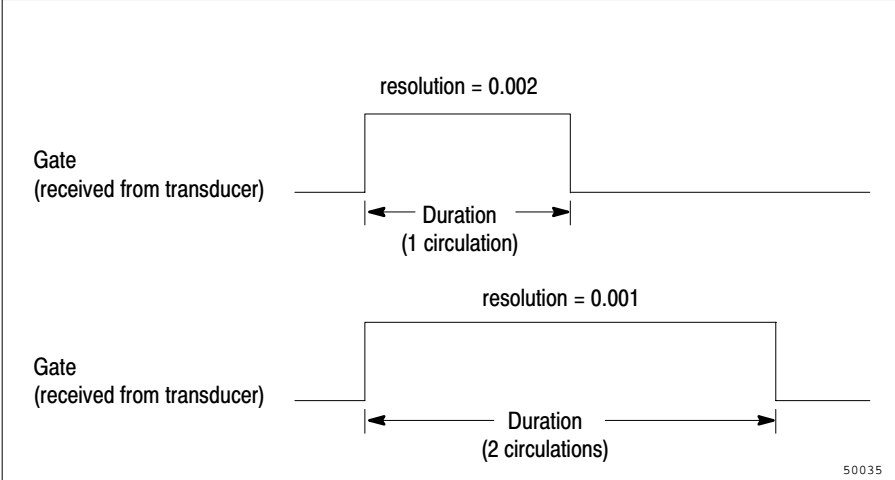 resolution = 0.002
Gate
(received from transducer)
Duration
(1 circulation)
resolution = 0.001
Gate
(received from transducer)
Duration
(2 circulations)
50035